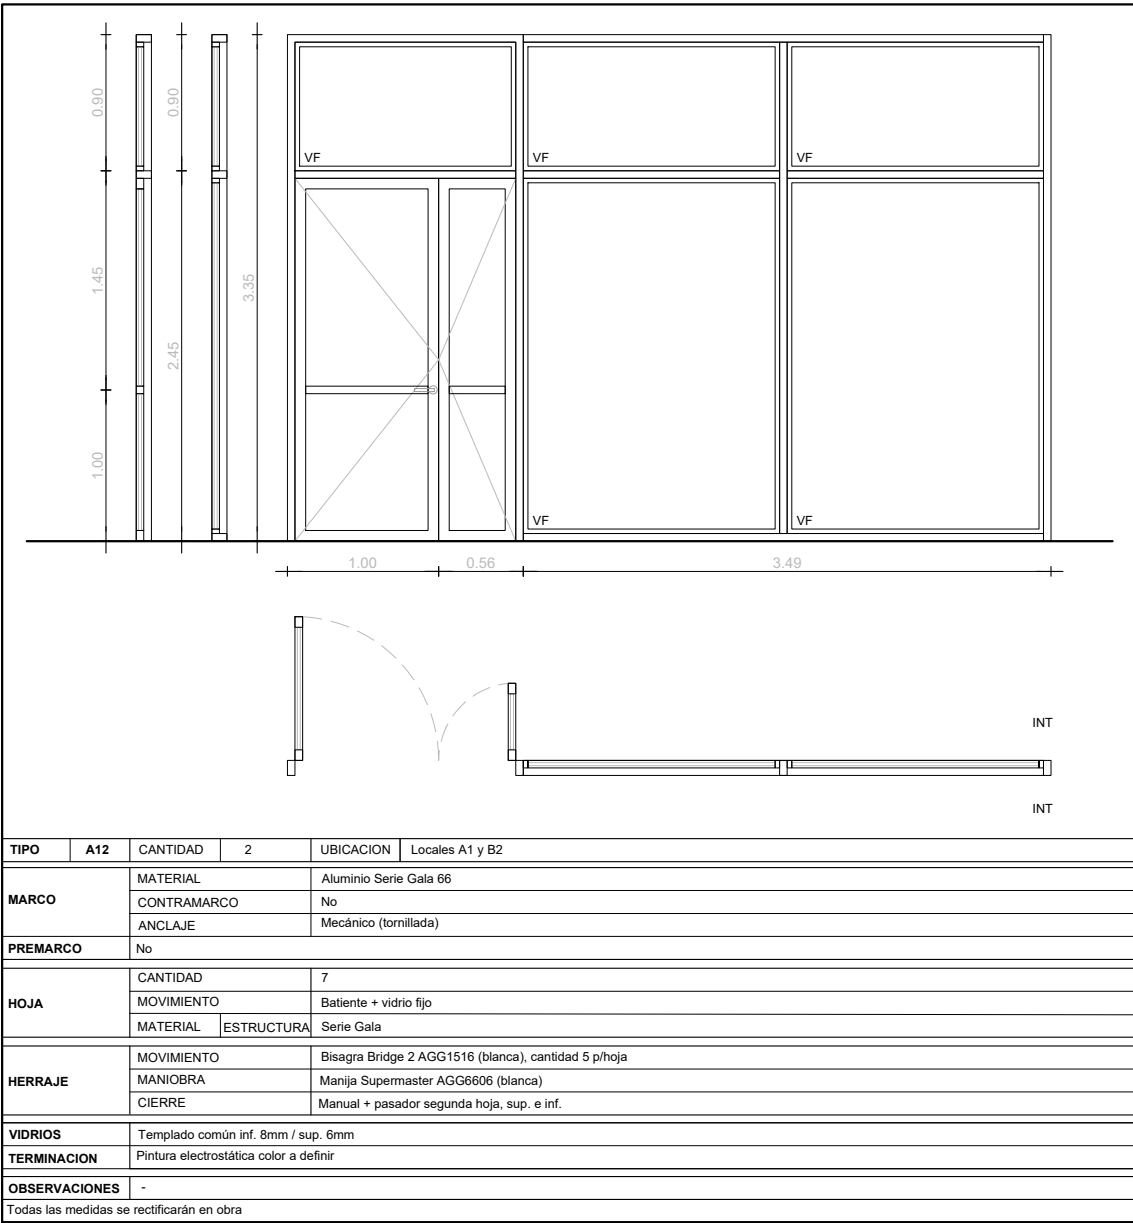 0.90
0.90
1.45
3.35
2.45
1.00
VF
VF
VF
VF
VF
1.00
0.56
3.49
INT
INT
TIPO A12 CANTIDAD 2 UBICACION Locales A1 y B2
MARCO
MATERIAL Aluminio Serie Gala 66
CONTRAMARCO No
ANCLAJE Mecánico (tornillada)
PREMARCO No
HOJA
CANTIDAD 7
MOVIMIENTO Batiente + vidrio fijo
MATERIAL ESTRUCTURA Serie Gala
HERRAJE
MOVIMIENTO Bisagra Bridge 2 AGG1516 (blanca), cantidad 5 p/hoja
MANIOBRA Manija Supermaster AGG6606 (blanca)
CIERRE Manual + pasador segunda hoja, sup. e inf.
VIDRIOS Templado común inf. 8mm / sup. 6mm
TERMINACION Pintura electrostática color a definir
OBSERVACIONES -
Todas las medidas se rectificarán en obra